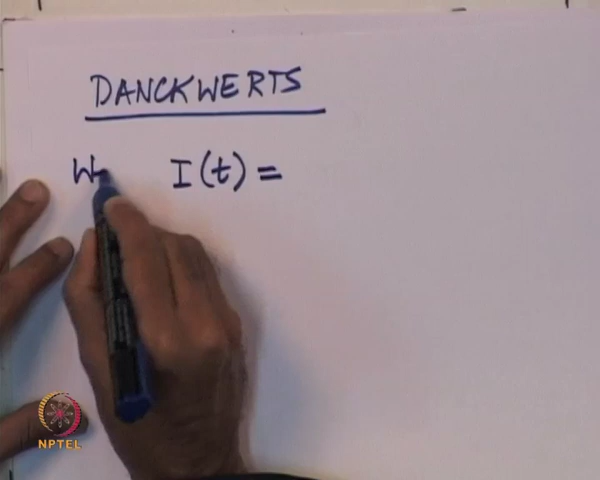 DANCKWERTS
I(t) =
NPTEL